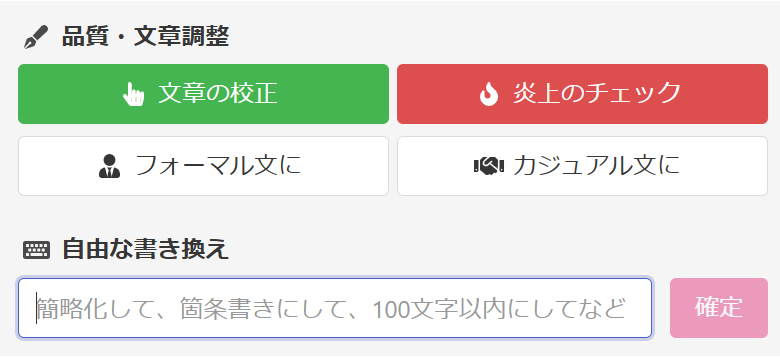 品質・文章調整
文章の校正
炎上のチェック
フォーマル文に
カジュアル文に
自由な書き換え
簡略化して、箇条書きにして、100文字以内にしてなど
確定